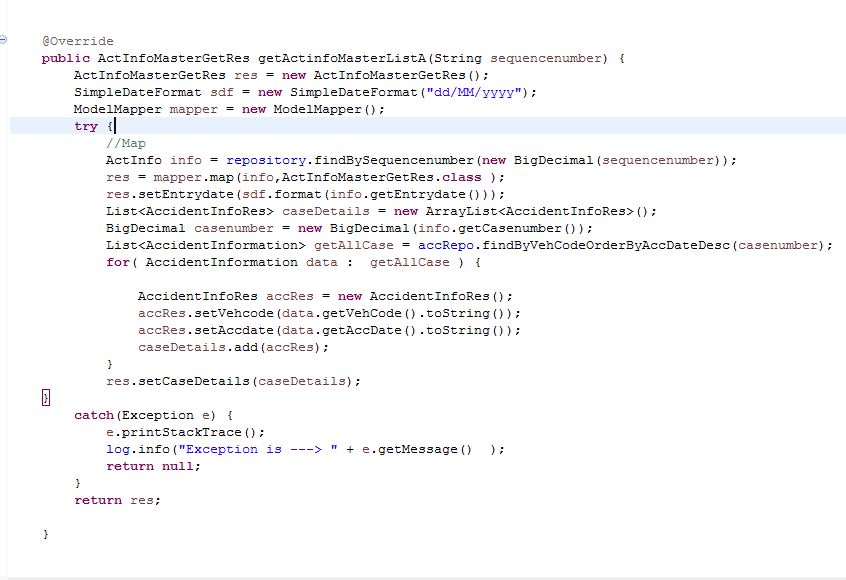 @Override
public ActInfoMasterGetRes getActinfoMasterListA(String sequencenumber) {
    ActInfoMasterGetRes res = new ActInfoMasterGetRes();
    SimpleDateFormat sdf = new SimpleDateFormat("dd/MM/yyyy");
    ModelMapper mapper = new ModelMapper();
    try {
        //Map
        ActInfo info = repository.findBySequencenumber(new BigDecimal(sequencenumber));
        res = mapper.map(info,ActInfoMasterGetRes.class );
        res.setEntrydate(sdf.format(info.getEntrydate()));
        List<AccidentInfoRes> caseDetails = new ArrayList<AccidentInfoRes>();
        BigDecimal casenumber = new BigDecimal(info.getCasenumber());
        List<AccidentInformation> getAllCase = accRepo.findByVehCodeOrderByAccDateDesc(casenumber);
        for( AccidentInformation data :  getAllCase ) {

            AccidentInfoRes accRes = new AccidentInfoRes();
            accRes.setVehcode(data.getVehCode().toString());
            accRes.setAccdate(data.getAccDate().toString());
            caseDetails.add(accRes);
        }
        res.setCaseDetails(caseDetails);
}
    catch(Exception e) {
        e.printStackTrace();
        log.info("Exception is ---> " + e.getMessage()  );
        return null;
    }
    return res;

}